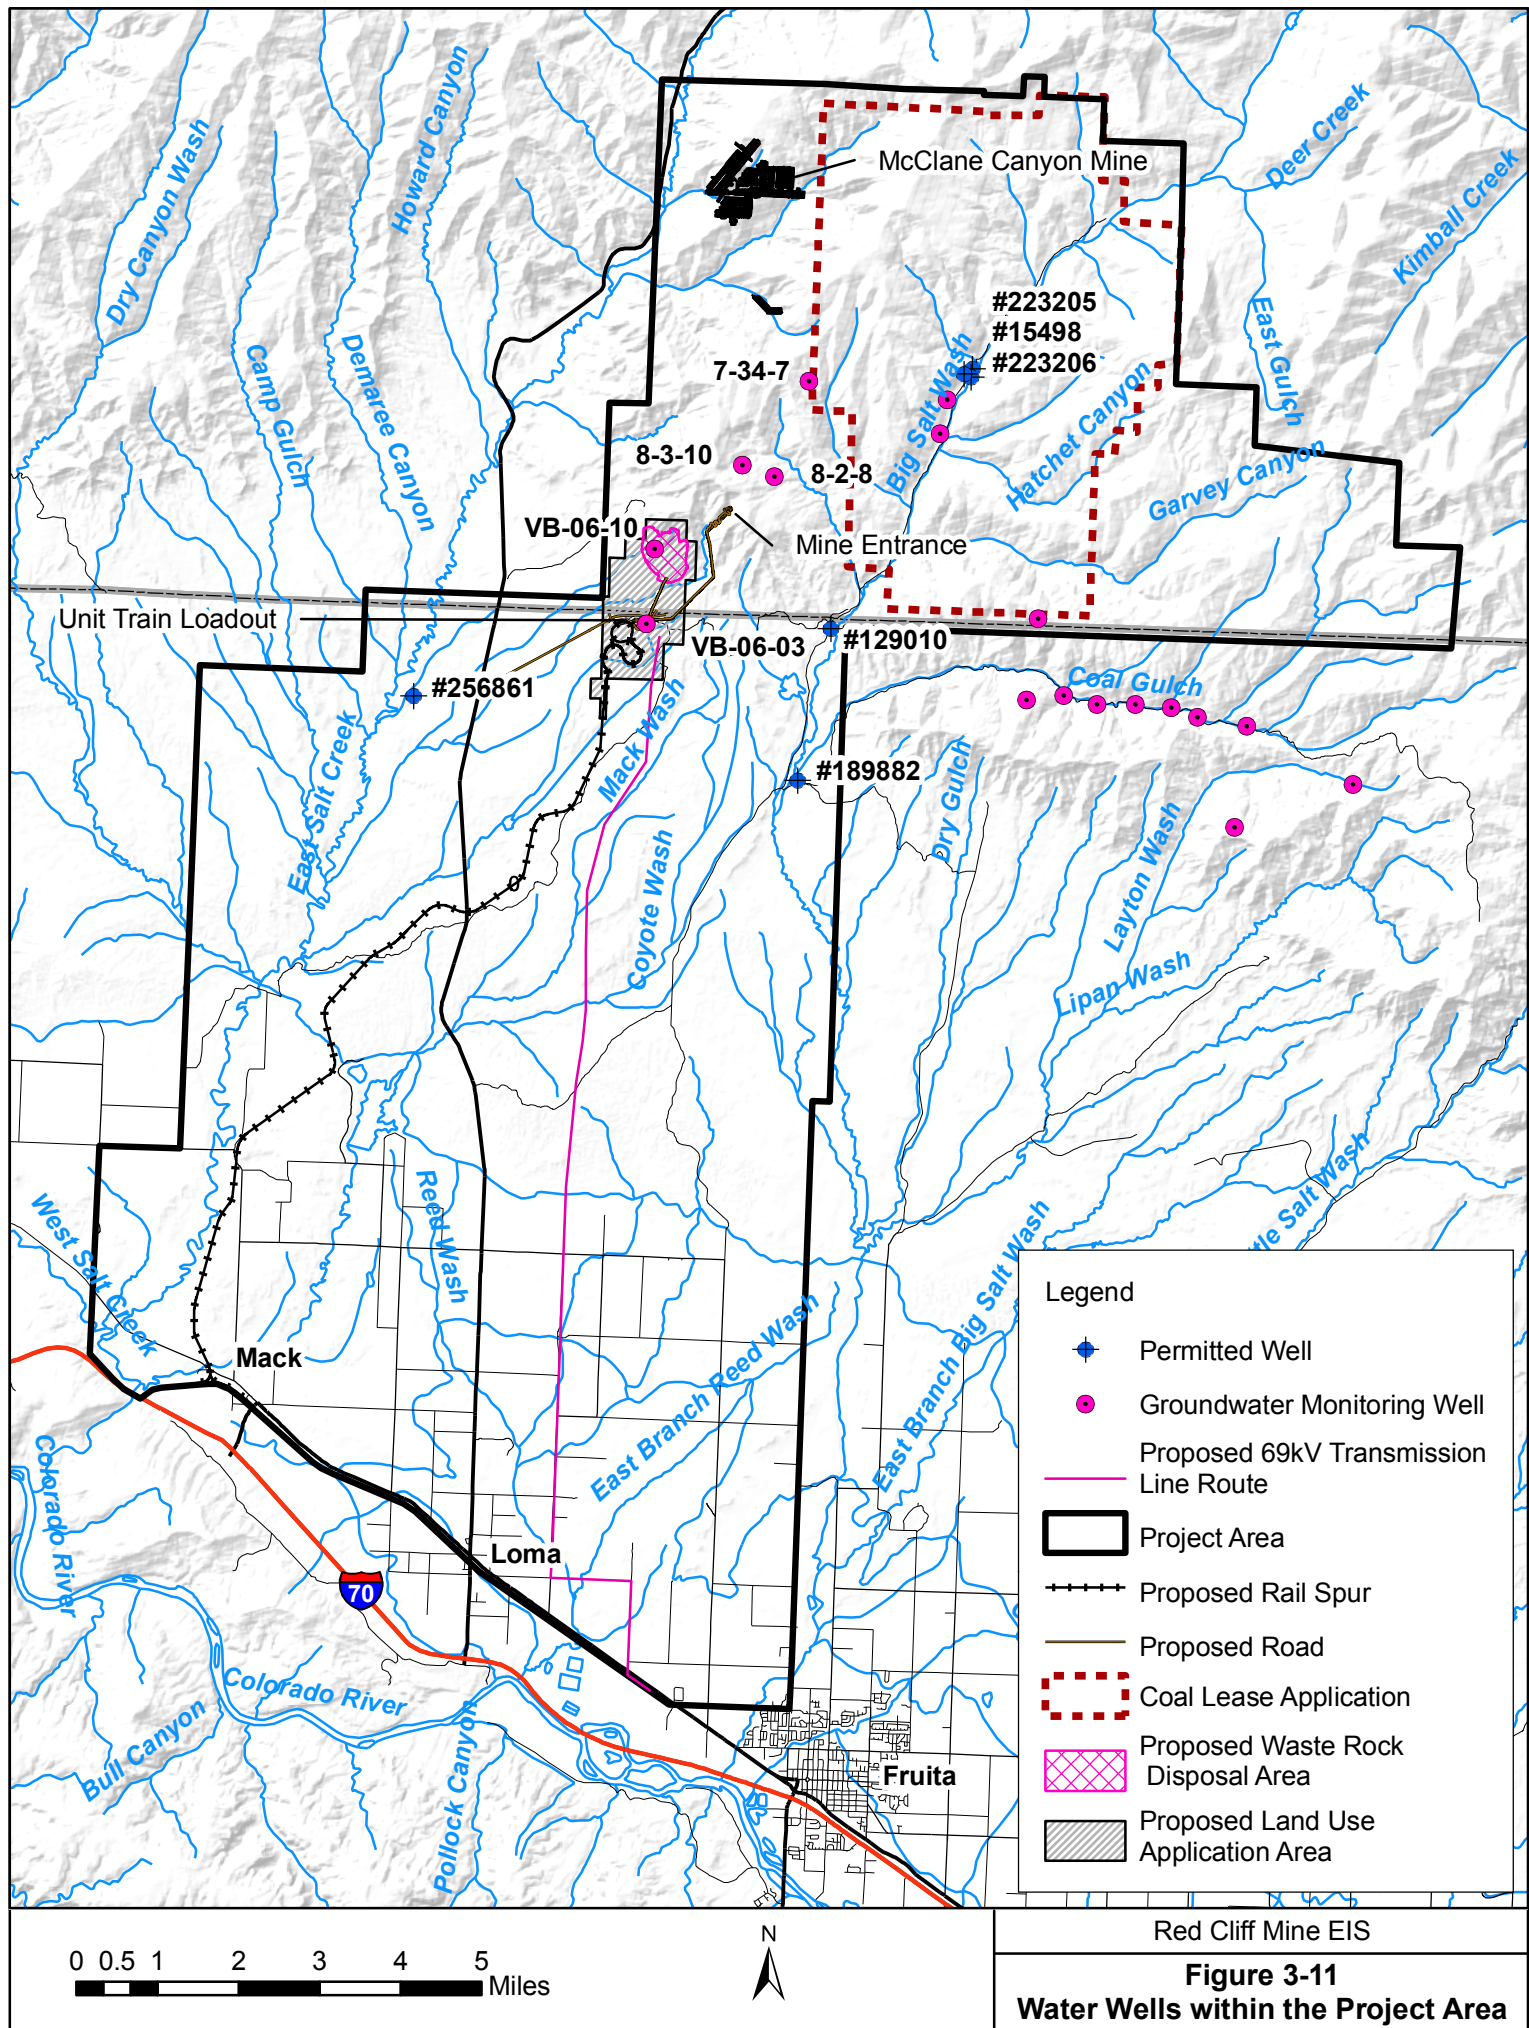 Dry Canyon Wash
Howard Canyon
McClane Canyon Mine
Deer Creek
Kimball Creek
Camp Gulch
Demaree Canyon
#223205
#15498
#223206
East Gulch
7-34-7
Big Salt Wash
Hatchet Canyon
Garvey Canyon
8-3-10
8-2-8
VB-06-10
Mine Entrance
Unit Train Loadout
VB-06-03
#129010
#256861
Coal Gulch
Mack Wash
#189882
East Salt Creek
Dry Gulch
Layton Wash
Coyote Wash
Lipan Wash
Reed Wash
West Salt Creek
East Branch Big Salt Wash
tle Salt Wash
Mack
East Branch Reed Wash
Colorado River
Loma
70
Colorado River
Bull Canyon
Pollock Canyon
Fruita
Legend
Permitted Well
Groundwater Monitoring Well
Proposed 69kV Transmission
Line Route
Project Area
Proposed Rail Spur
Proposed Road
Coal Lease Application
Proposed Waste Rock
Disposal Area
Proposed Land Use
Application Area
0 0.5 1 2 3 4 5
Miles
N
Red Cliff Mine EIS
Figure 3-11
Water Wells within the Project Area